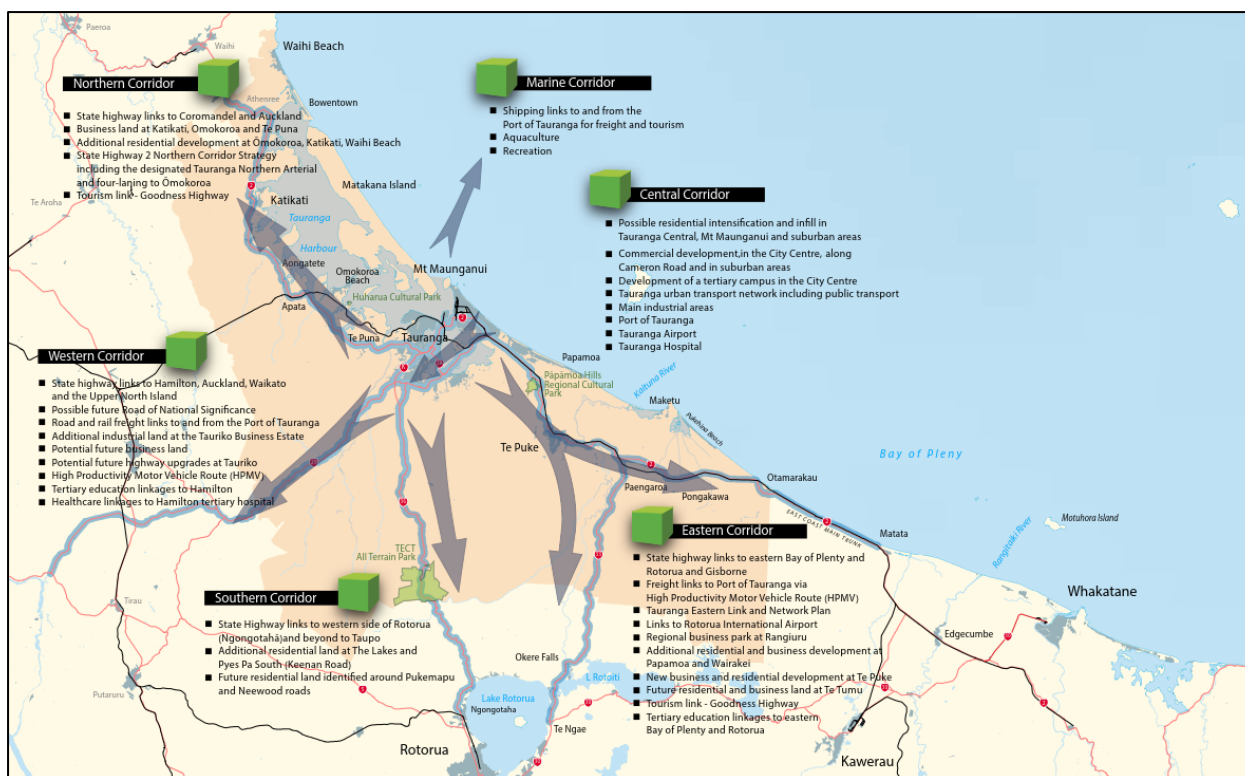 Paeroa
Waihi
Waihi Beach
Northern Corridor
Athenree
Bowentown
■ State highway links to Coromandel and Auckland
■ Business land at Katikati, Omokoroa and Te Puna
■ Additional residential development at Ōmokoroa, Katikati, Waihi Beach
■ State Highway 2 Northern Corridor Strategy
including the designated Tauranga Northern Arterial
and four-laning to Ōmokoroa
■ Tourism link - Goodness Highway
Marine Corridor
■ Shipping links to and from the
Port of Tauranga for freight and tourism
■ Aquaculture
■ Recreation
Central Corridor
■ Possible residential intensification and infill in
Tauranga Central, Mt Maunganui and suburban areas
■ Commercial development,in the City Centre, along
Cameron Road and in suburban areas
■ Development of a tertiary campus in the City Centre
■ Tauranga urban transport network including public transport
■ Main industrial areas
■ Port of Tauranga
■ Tauranga Airport
■ Tauranga Hospital
Te Aroha
2
Katikati
Matakana Island
Tauranga
Harbour
Aongatete
Omokoroa
Beach
Mt Maunganui
Huharua Cultural Park
Apata
Te Puna
Tauranga
2
Western Corridor
■ State highway links to Hamilton, Auckland, Waikato
and the Upper North Island
■ Possible future Road of National Significance
■ Road and rail freight links to and from the Port of Tauranga
■ Additional industrial land at the Tauriko Business Estate
■ Potential future business land
■ Potential future highway upgrades at Tauriko
■ High Productivity Motor Vehicle Route (HPMV)
■ Tertiary education linkages to Hamilton
■ Healthcare linkages to Hamilton tertiary hospital
Papamoa
Pāpāmoa Hills
Regional Cultural
Park
Kaituna River
Maketu
Pukehina Beach
Te Puke
Bay of Pleny
29
2
Paengaroa
Pongakawa
Otamarakau
36
EAST COAST MAIN TRUNK
2
Matata
Rangitaiki River
Motuhora Island
33
TECT
All Terrain Park
Whakatane
Edgecumbe
Southern Corridor
■ State Highway links to western side of Rotorua
(Ngongotahā)and beyond to Taupo
■ Additional residential land at The Lakes and
Pyes Pa South (Keenan Road)
■ Future residential land identified around Pukemapu
and Neewood roads
Eastern Corridor
■ State highway links to eastern Bay of Plenty and
Rotorua and Gisborne
■ Freight links to Port of Tauranga via
High Productivity Motor Vehicle Route (HPMV)
■ Tauranga Eastern Link and Network Plan
■ Links to Rotorua International Airport
■ Regional business park at Rangiuru
■ Additional residential and business development at
Papamoa and Wairakei
■ New business and residential development at Te Puke
■ Future residential and business land at Te Tumu
■ Tourism link - Goodness Highway
■ Tertiary education linkages to eastern
Bay of Plenty and Rotorua
Tirau
Putaruru
5
Okere Falls
L Rotoiti
Lake Rotorua
Ngongotaha
Te Ngae
Rotorua
Kawerau
2